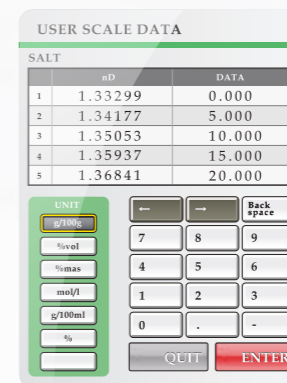 USER SCALE DATA
SALT
nD DATA
1 1.33299 0.000
2 1.34177 5.000
3 1.35053 10.000
4 1.35937 15.000
5 1.36841 20.000
UNIT
g/100g
%vol
%mas
mol/l
g/100ml
%
← → Back space
7 8 9
4 5 6
1 2 3
0 . -
QUIT ENTER